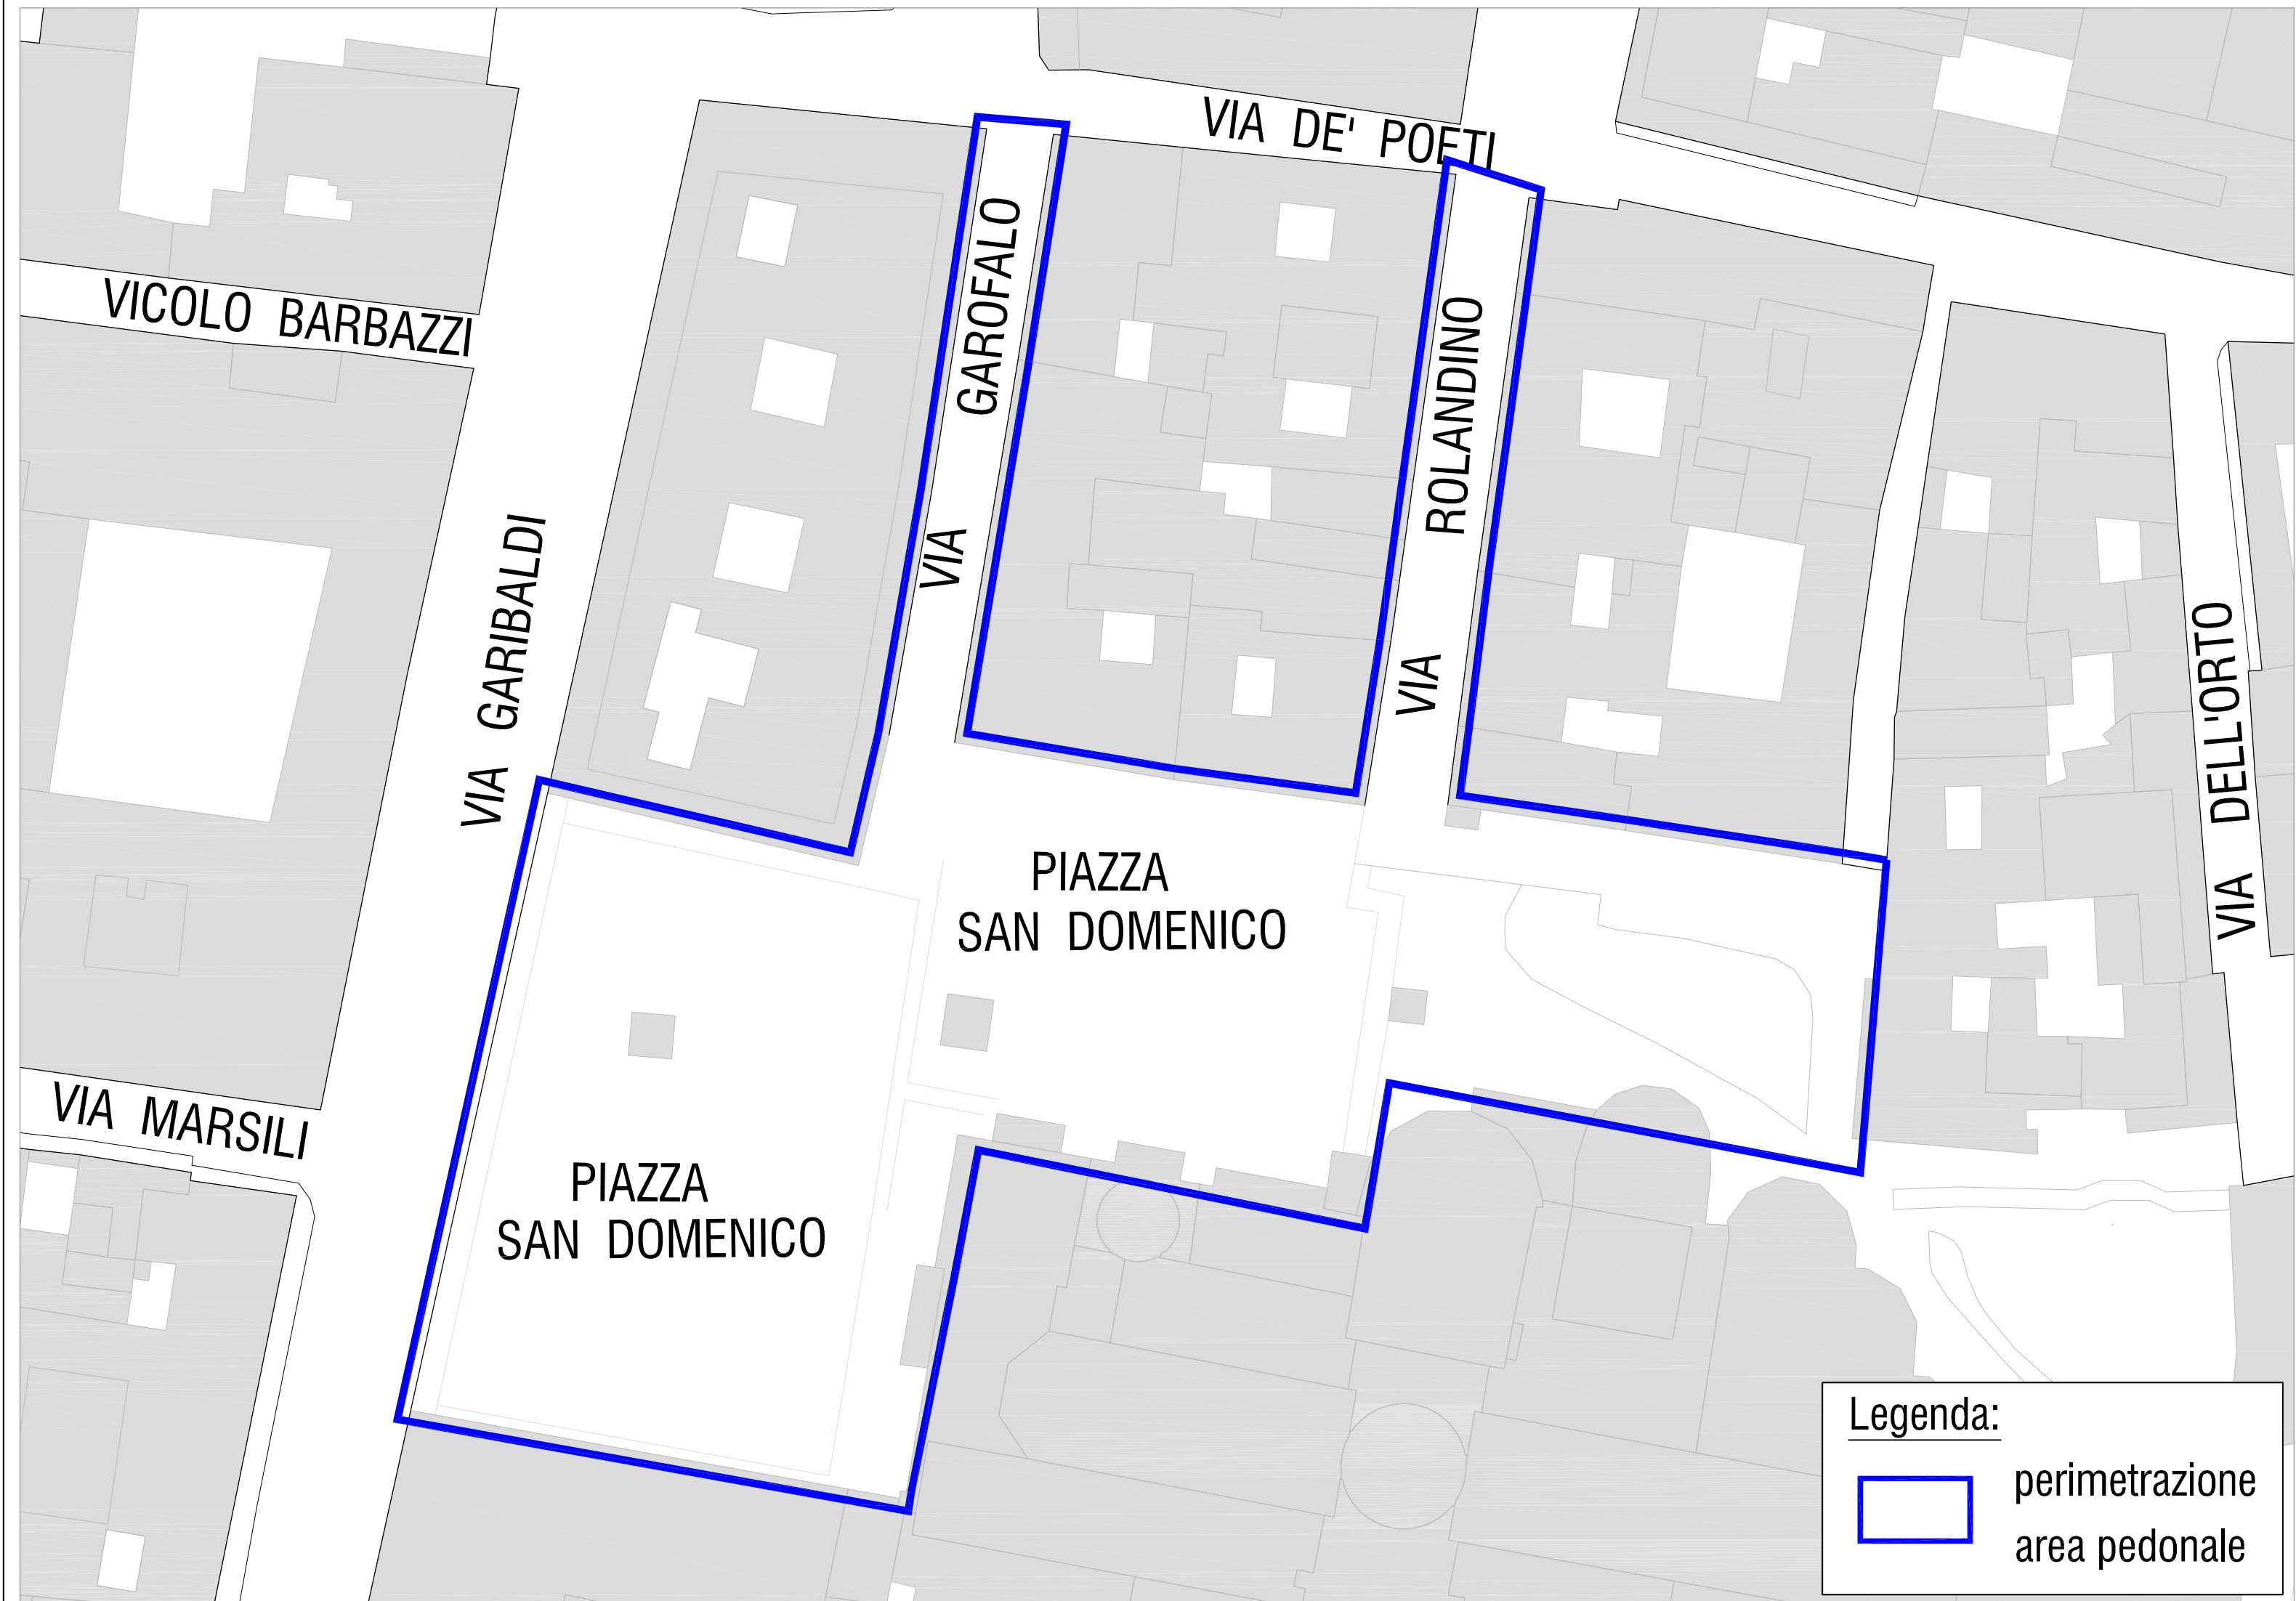 VIA DE' POETI
VICOLO BARBAZZI
VIA GAROFALO
VIA ROLANDINO
VIA GARIBALDI
VIA DELL'ORTO
PIAZZA
SAN DOMENICO
VIA MARSILI
PIAZZA
SAN DOMENICO
Legenda:
perimetrazione
area pedonale